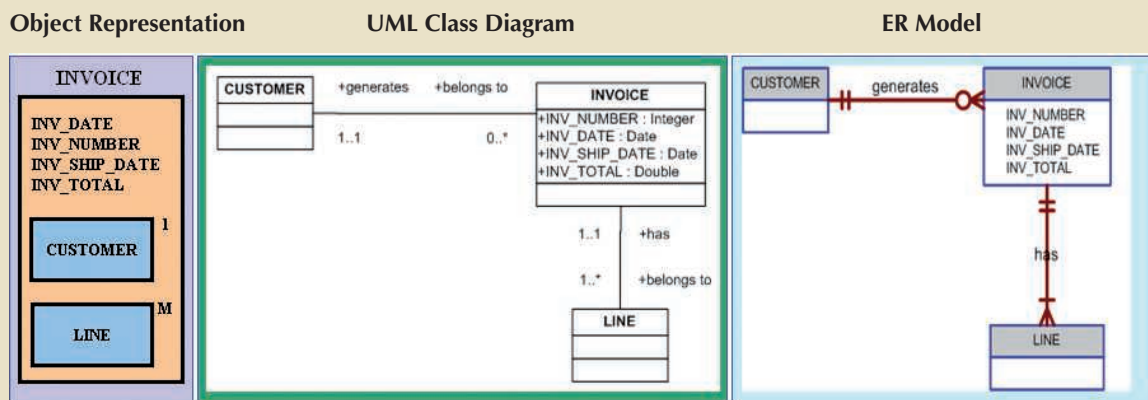 Object Representation
UML Class Diagram
ER Model
INVOICE
INV_DATE
INV_NUMBER
INV_SHIP_DATE
INV_TOTAL
1
CUSTOMER
M
LINE
CUSTOMER
+generates
+belongs to
1..1
0..*
INVOICE
+INV_NUMBER : Integer
+INV_DATE : Date
+INV_SHIP_DATE : Date
+INV_TOTAL : Double
1..1
+has
1..*
+belongs to
LINE
CUSTOMER
generates
INVOICE
INV_NUMBER
INV_DATE
INV_SHIP_DATE
INV_TOTAL
has
LINE